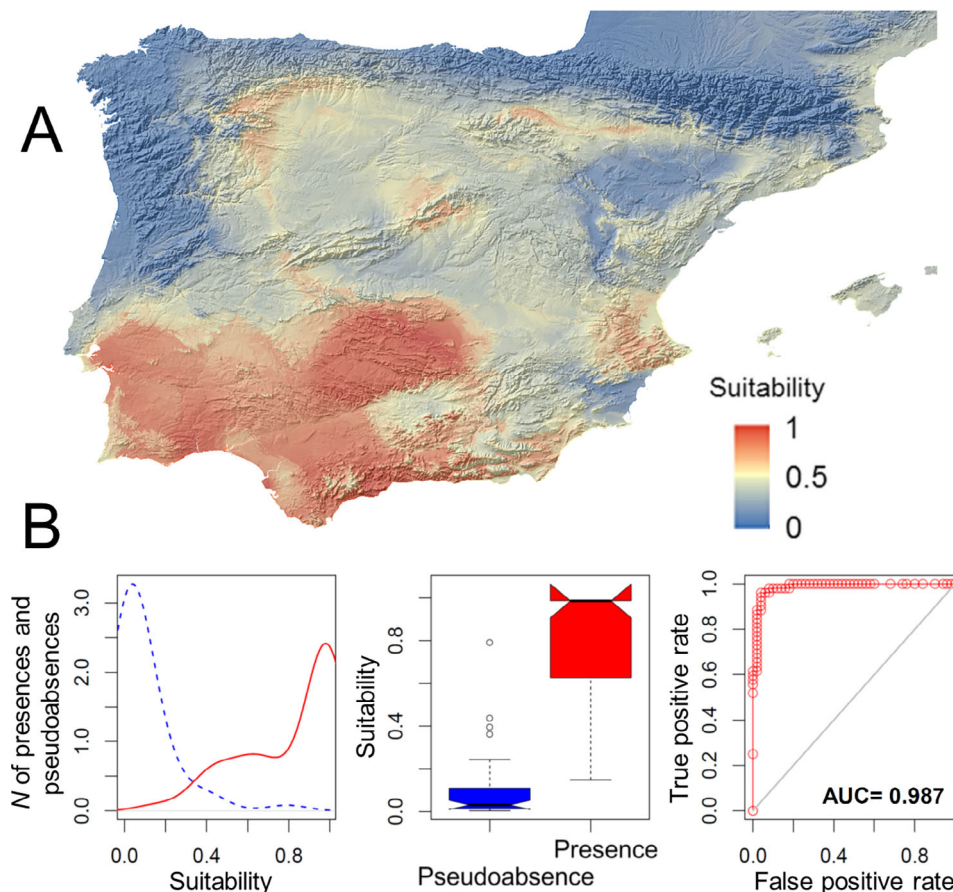 A
Suitability
1
0.5
0
B
N of presences and
pseudoabsences
0.0
1.0
2.0
3.0
0.0
0.4
0.8
Suitability
Suitability
0.0
0.4
0.8
Pseudoabsence
Presence
True positive rate
0.0
0.2
0.4
0.6
0.8
1.0
AUC= 0.987
0.0
0.4
0.8
False positive rate